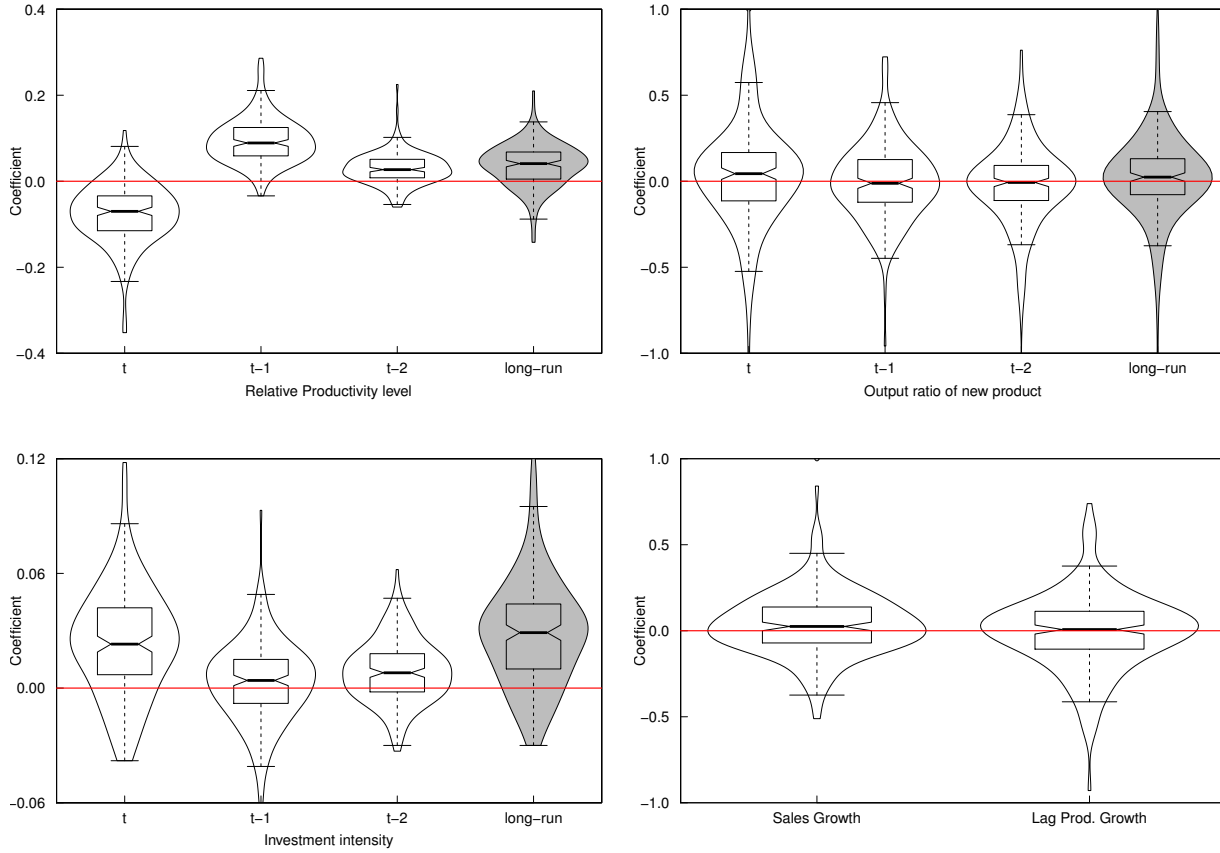 0.4
0.2
0.0
−0.2
−0.4
Coefficient
t
t−1
t−2
long−run
Relative Productivity level
1.0
0.5
0.0
−0.5
−1.0
Coefficient
t
t−1
t−2
long−run
Output ratio of new product
0.12
0.06
0.00
−0.06
Coefficient
t
t−1
t−2
long−run
Investment intensity
1.0
0.5
0.0
−0.5
−1.0
Coefficient
Sales Growth
Lag Prod. Growth